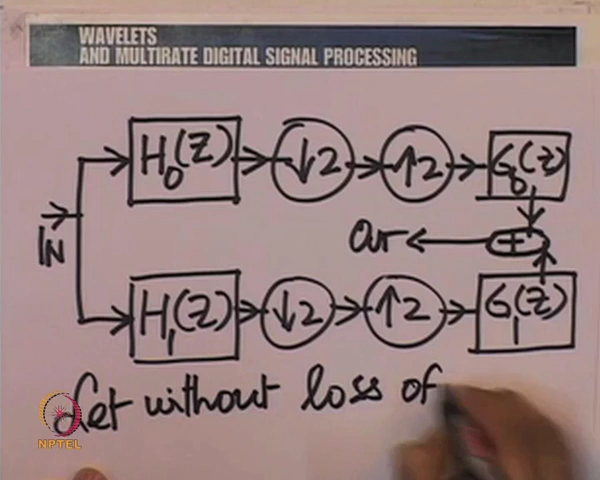 WAVELETS
AND MULTIRATE DIGITAL SIGNAL PROCESSING
H₀(Z) ↓2 ↑2 G₀(Z)
IN
OUT +
H₁(Z) ↓2 ↑2 G₁(Z)
Let without loss of
NPTEL